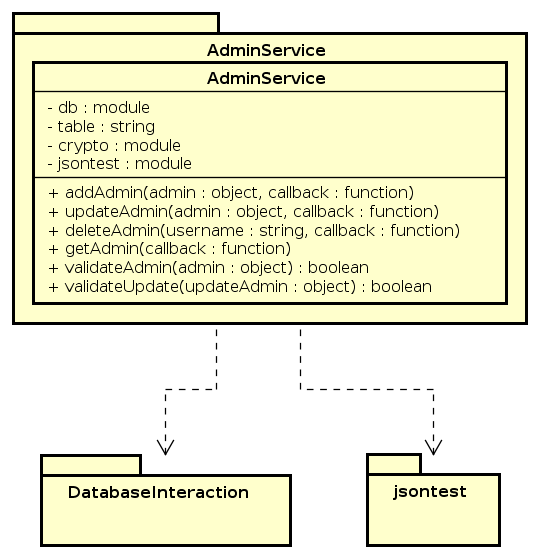 AdminService
AdminService
- db : module
- table : string
- crypto : module
- jsontest : module
+ addAdmin(admin : object, callback : function)
+ updateAdmin(admin : object, callback : function)
+ deleteAdmin(username : string, callback : function)
+ getAdmin(callback : function)
+ validateAdmin(admin : object) : boolean
+ validateUpdate(updateAdmin : object) : boolean
DatabaseInteraction
jsontest